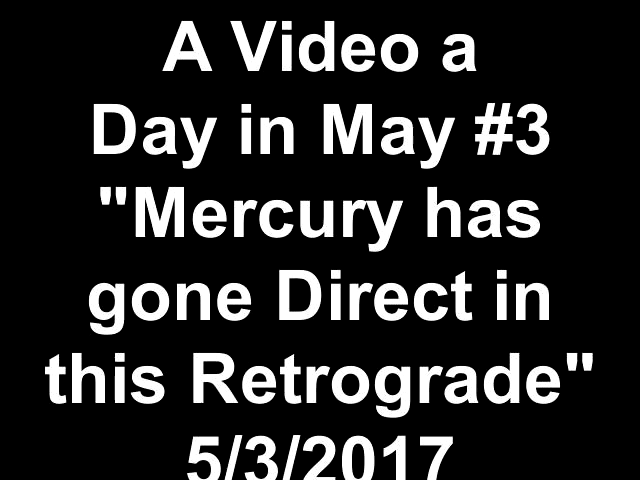 A Video a
Day in May #3
"Mercury has
gone Direct in
this Retrograde"
5/3/2017